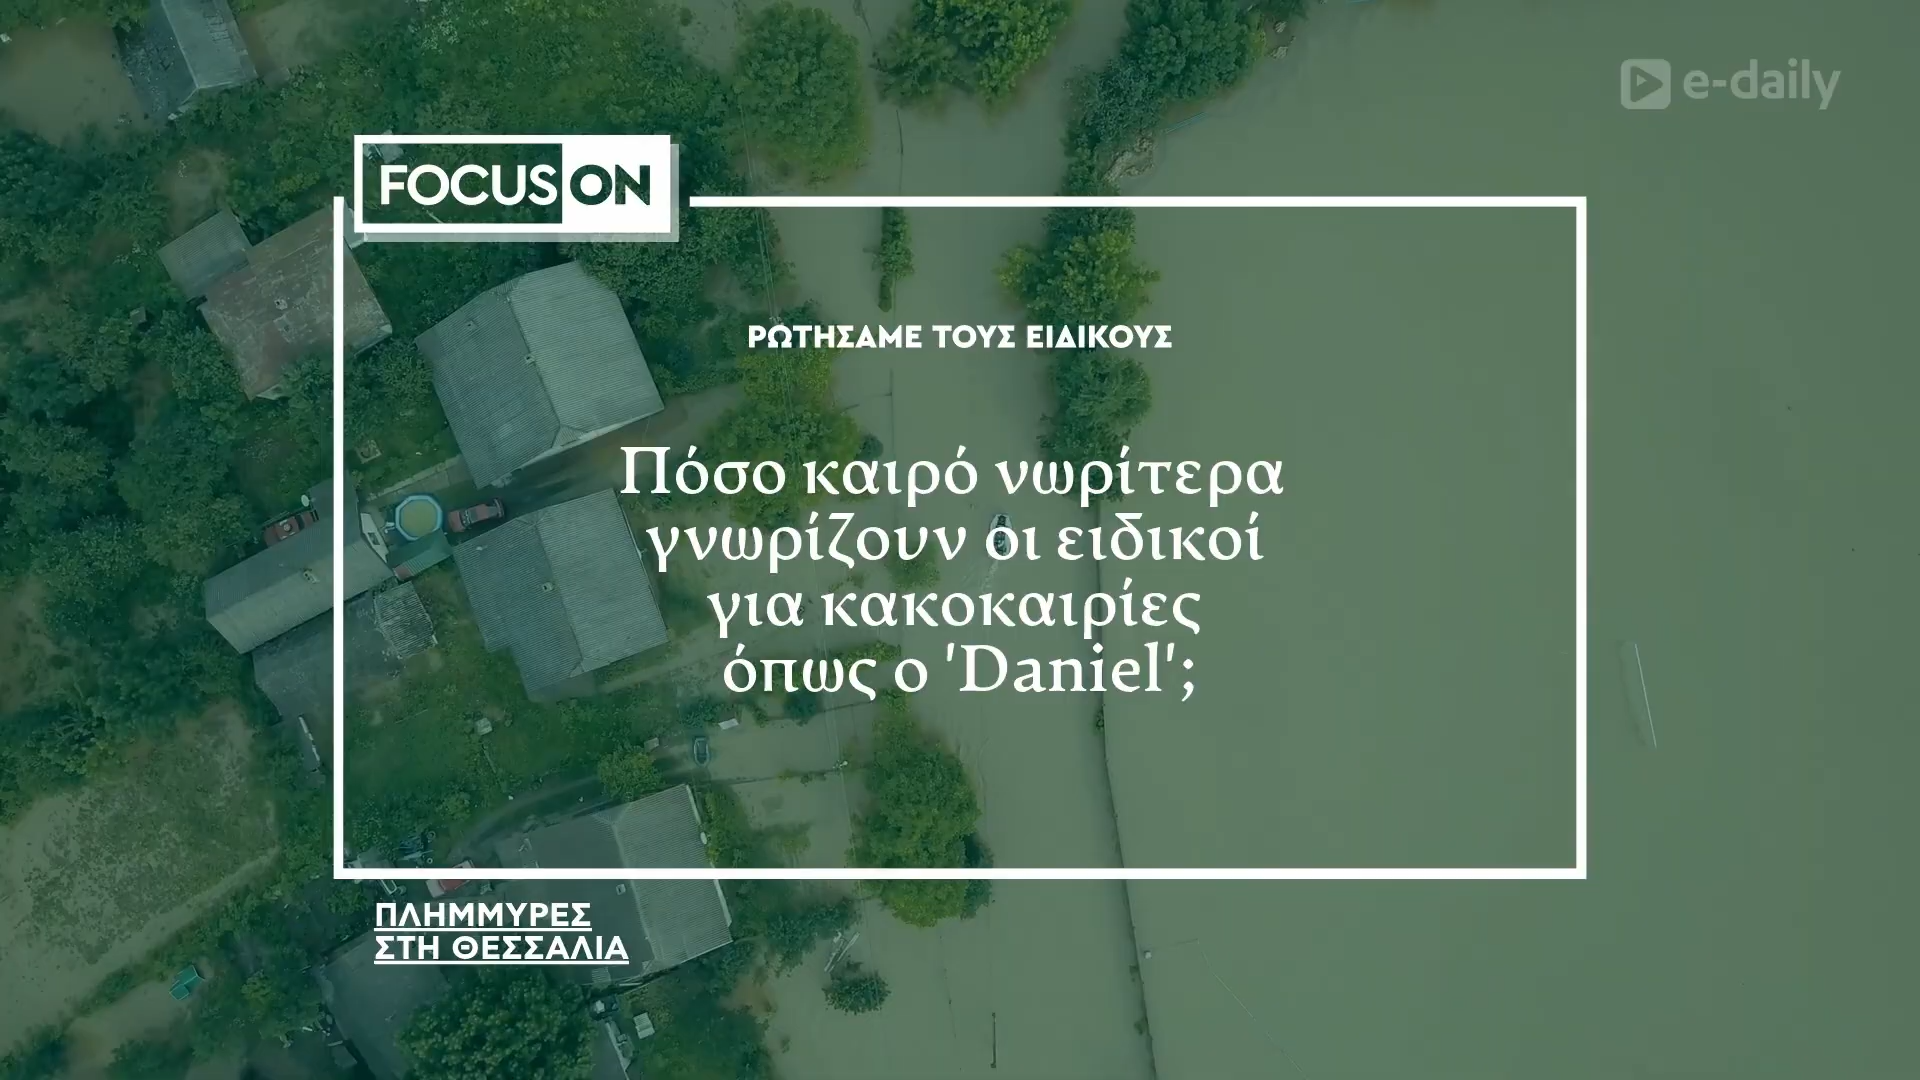 e-daily
FOCUS ON
ΡΩΤΗΣΑΜΕ ΤΟΥΣ ΕΙΔΙΚΟΥΣ
Πόσο καιρό νωρίτερα
γνωρίζουν οι ειδικοί
για κακοκαιρίες
όπως ο 'Daniel';
ΠΛΗΜΜΥΡΕΣ
ΣΤΗ ΘΕΣΣΑΛΙΑ